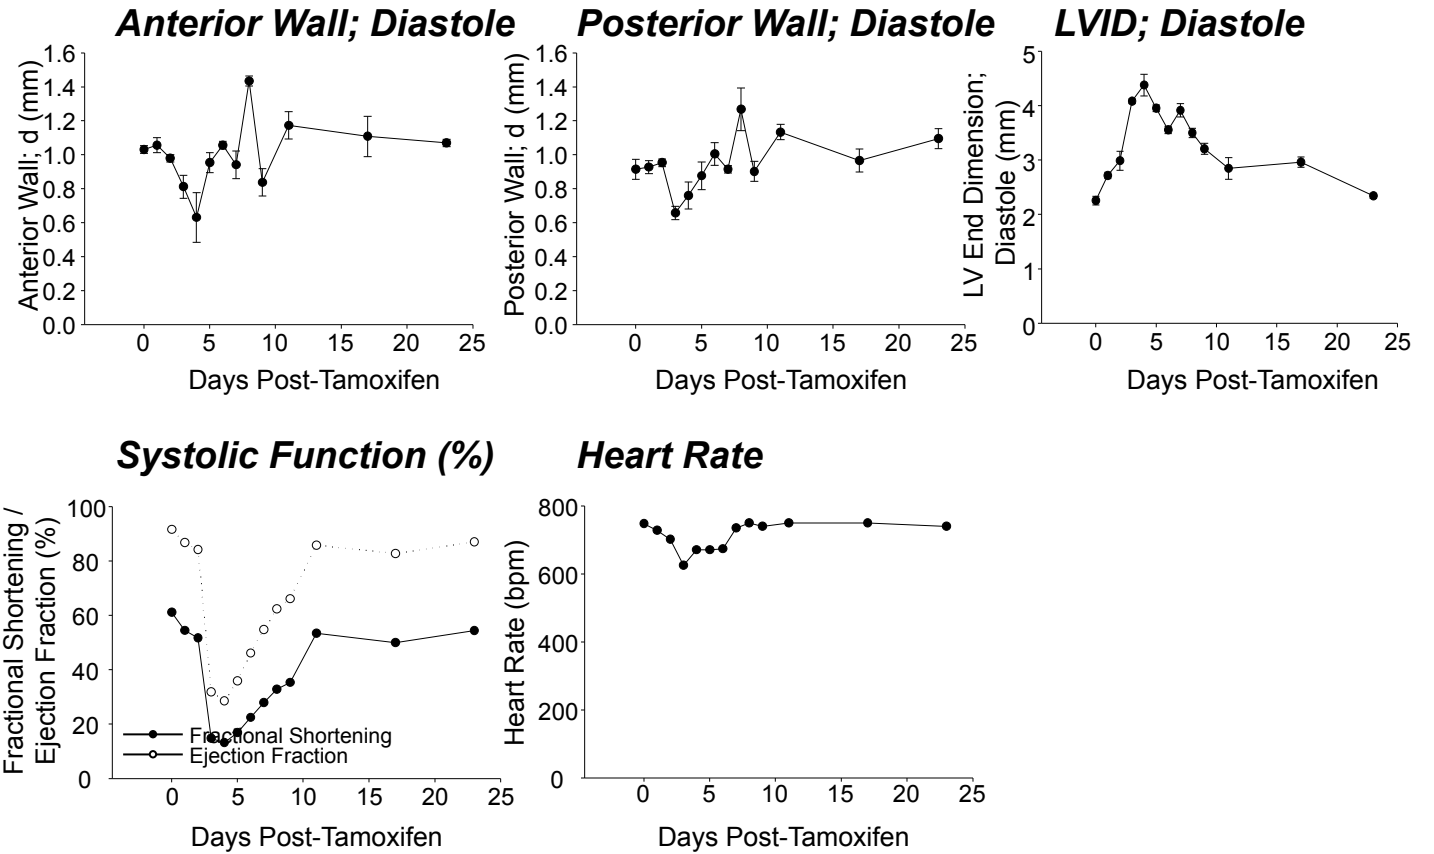 Anterior Wall; Diastole
Anterior Wall; d (mm)
1.6
1.4
1.2
1.0
0.8
0.6
0.4
0.2
0.0
0 5 10 15 20 25
Days Post-Tamoxifen
Posterior Wall; Diastole
Posterior Wall; d (mm)
1.6
1.4
1.2
1.0
0.8
0.6
0.4
0.2
0.0
0 5 10 15 20 25
Days Post-Tamoxifen
LVID; Diastole
LV End Dimension;
Diastole (mm)
5
4
3
2
1
0
0 5 10 15 20 25
Days Post-Tamoxifen
Systolic Function (%)
Fractional Shortening /
Ejection Fraction (%)
100
80
60
40
20
0
Fractional Shortening
Ejection Fraction
0 5 10 15 20 25
Days Post-Tamoxifen
Heart Rate
Heart Rate (bpm)
800
600
400
200
0
0 5 10 15 20 25
Days Post-Tamoxifen